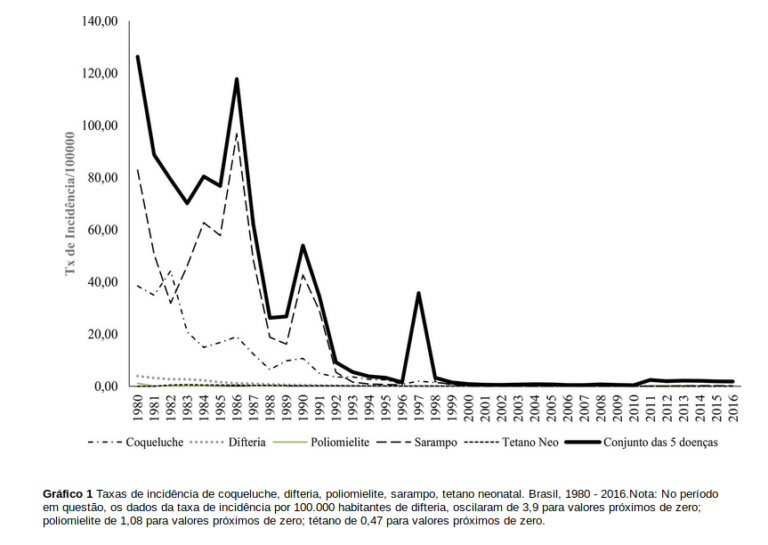 140,00
120,00
100,00
80,00
60,00
40,00
20,00
0,00
Tx de Incidência/100000
1980 1981 1982 1983 1984 1985 1986 1987 1988 1989 1990 1991 1992 1993 1994 1995 1996 1997 1998 1999 2000 2001 2002 2003 2004 2005 2006 2007 2008 2009 2010 2011 2012 2013 2014 2015 2016
Coqueluche Difteria Poliomielite Sarampo Tetano Neo Conjunto das 5 doenças
Gráfico 1 Taxas de incidência de coqueluche, difteria, poliomielite, sarampo, tetano neonatal. Brasil, 1980 - 2016.Nota: No período
em questão, os dados da taxa de incidência por 100.000 habitantes de difteria, oscilaram de 3,9 para valores próximos de zero;
poliomielite de 1,08 para valores próximos de zero; tétano de 0,47 para valores próximos de zero.